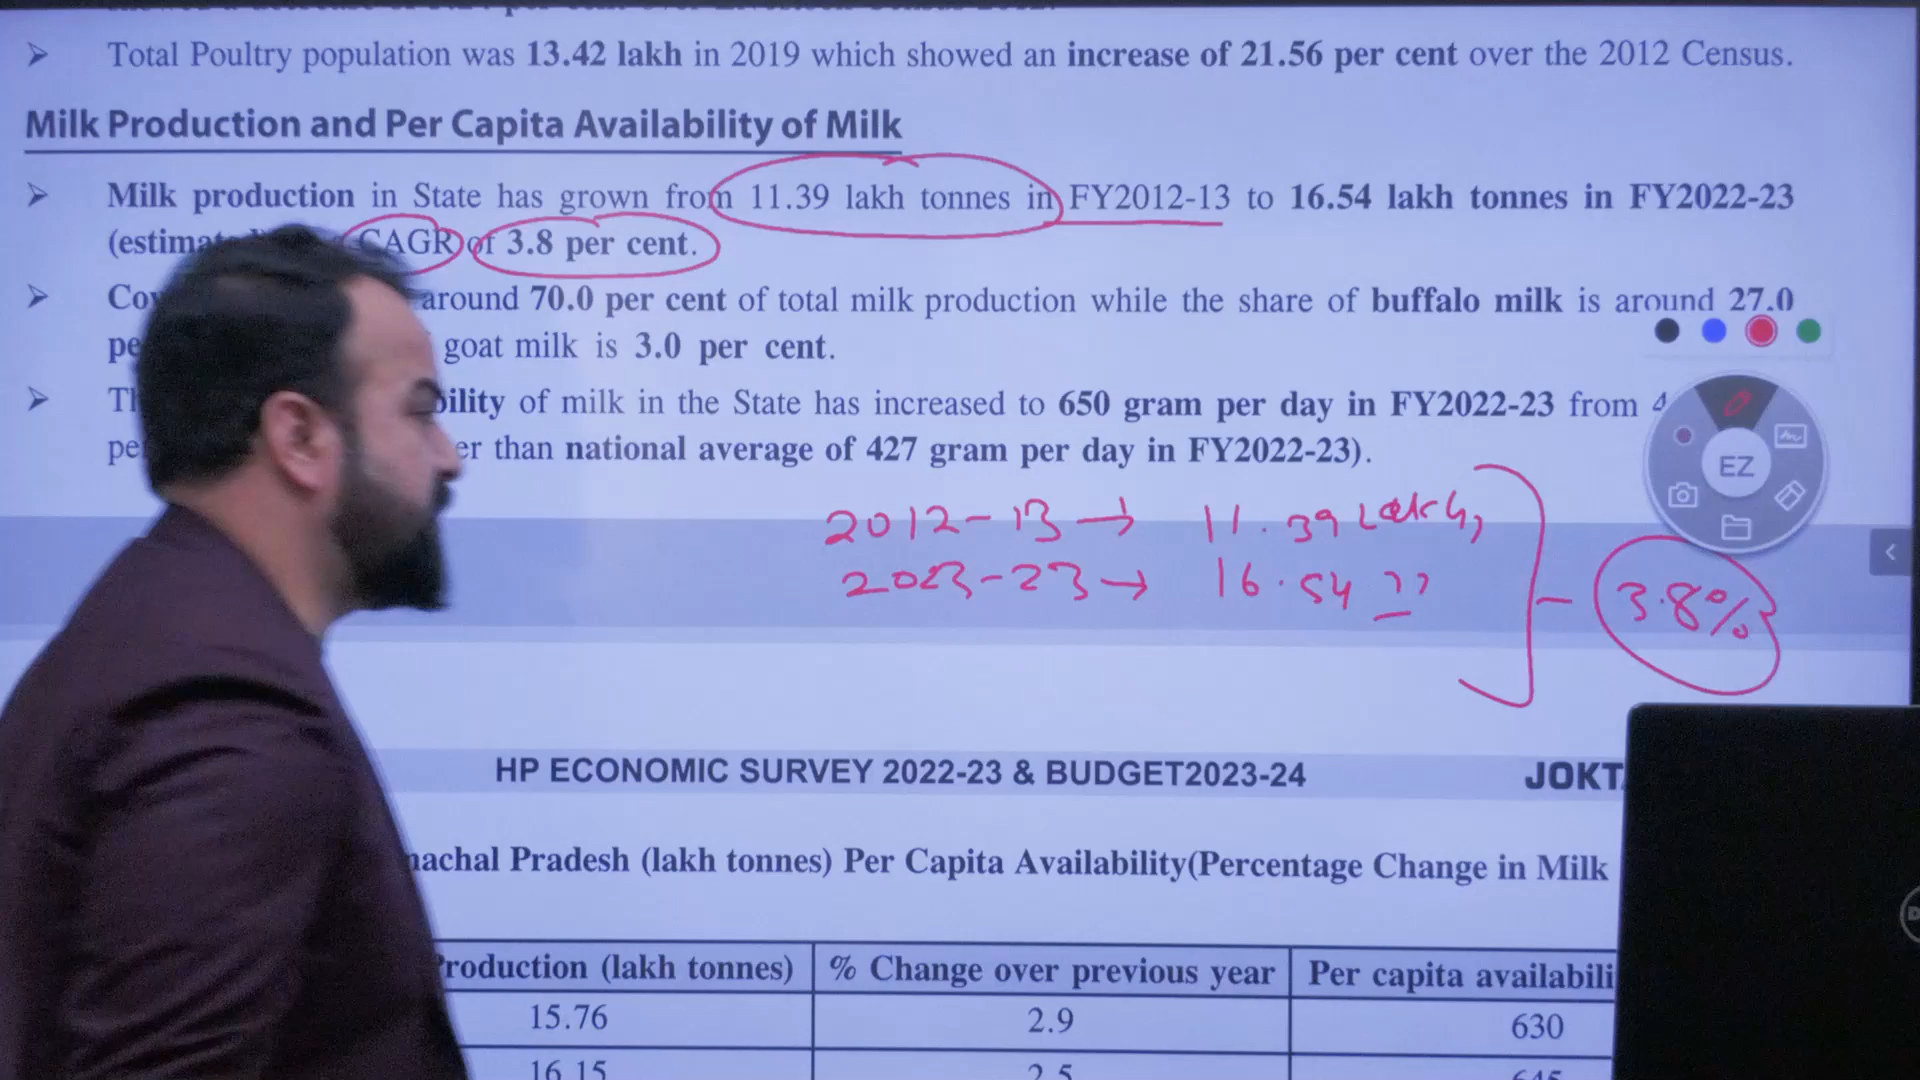 Total Poultry population was 13.42 lakh in 2019 which showed an increase of 21.56 per cent over the 2012 Census.
Milk Production and Per Capita Availability of Milk
Milk production in State has grown from 11.39 lakh tonnes in FY2012-13 to 16.54 lakh tonnes in FY2022-23
CAGR of 3.8 per cent.
around 70.0 per cent of total milk production while the share of buffalo milk is around 27.0
goat milk is 3.0 per cent.
of milk in the State has increased to 650 gram per day in FY2022-23 from
than national average of 427 gram per day in FY2022-23).
EZ
2012-13 → 11.39 Lakh,
2023-23 → 16.54 ,,
3.8%
HP ECONOMIC SURVEY 2022-23 & BUDGET2023-24
Pradesh (lakh tonnes) Per Capita Availability(Percentage Change in Milk
(lakh tonnes) % Change over previous year Per capita
15.76 2.9 630
16.15 2.5 645